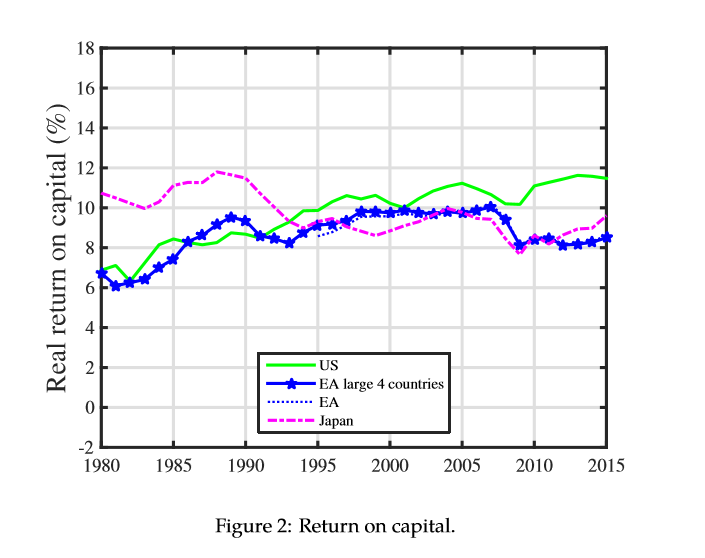 Real return on capital (%)
18
16
14
12
10
8
6
4
2
0
-2
1980 1985 1990 1995 2000 2005 2010 2015
US
EA large 4 countries
EA
Japan
Figure 2: Return on capital.